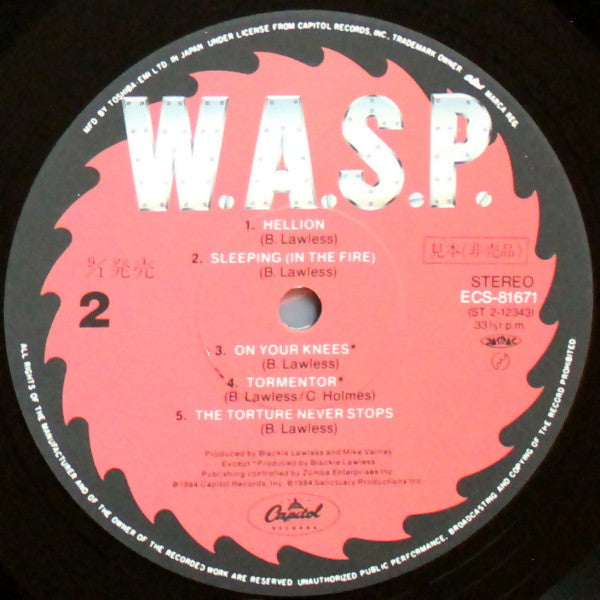 MFD BY TOSHIBA-EMI LTD. IN JAPAN UNDER LICENSE FROM CAPITOL RECORDS, INC. TRADEMARK OWNER MARCA REG.
W.A.S.P.
1. HELLION
(B. Lawless)
2. SLEEPING (IN THE FIRE)
(B. Lawless)
9/1 発売
見本(非売品)
2
STEREO
ECS-81671
(ST 2-12343)
33⅓r.p.m.
3. ON YOUR KNEES*
(B. Lawless)
4. TORMENTOR*
(B. Lawless/C. Holmes)
5. THE TORTURE NEVER STOPS
(B. Lawless)
Produced by Blackie Lawless and Mike Varney
Except *Produced by Blackie Lawless
Publishing controlled by Zomba Enterprises Inc.
℗1984 Capitol Records, Inc. ©1984 Sanctuary Productions Inc.
Capitol
RECORDS
ALL RIGHTS OF THE MANUFACTURER AND OF THE OWNER OF THE RECORDED WORK ARE RESERVED. UNAUTHORIZED PUBLIC PERFORMANCE, BROADCASTING AND COPYING OF THE RECORD PROHIBITED